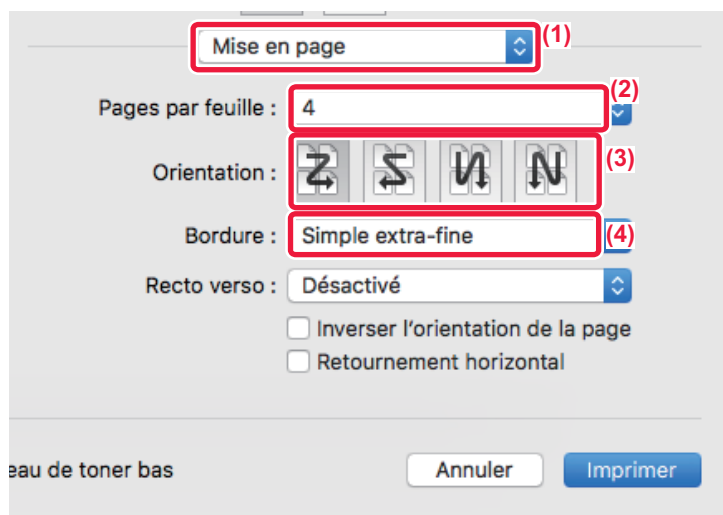 Mise en page (1)
(2)
Pages par feuille : 4
Orientation : (3)
Bordure : Simple extra-fine (4)
Recto verso : Désactivé
Inverser l'orientation de la page
Retournement horizontal
eau de toner bas Annuler Imprimer